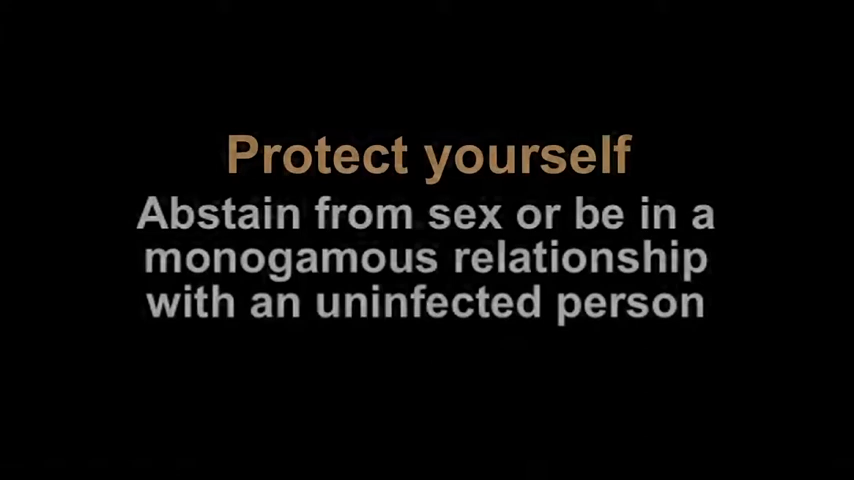 Protect yourself
Abstain from sex or be in a
monogamous relationship
with an uninfected person